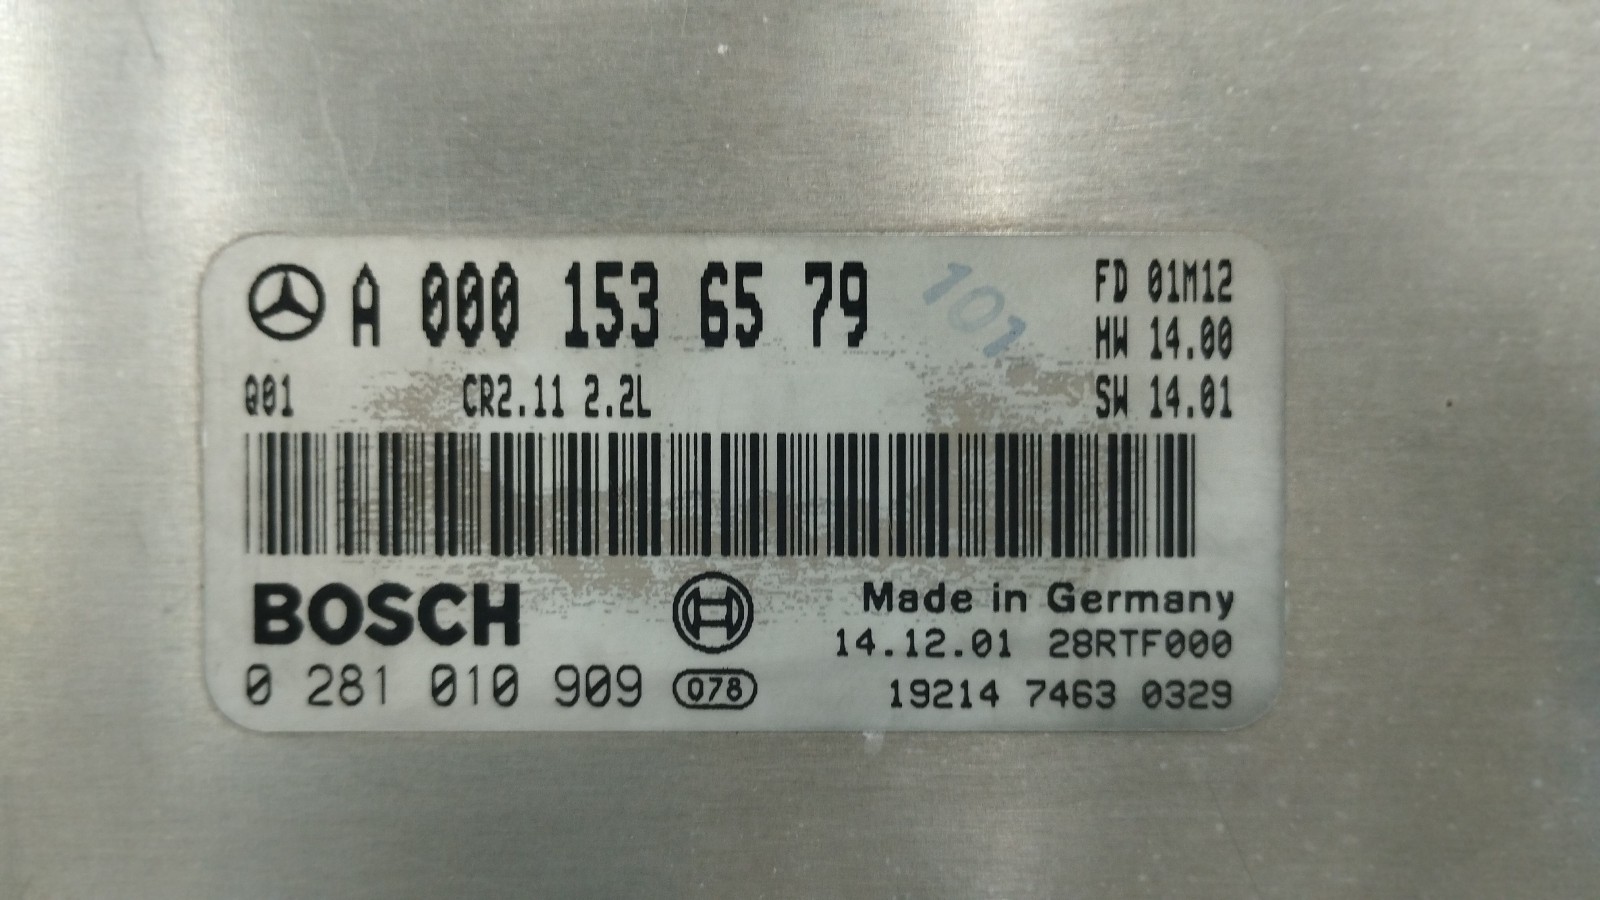 A 000 153 65 79
101
FD 01M12
HW 14.00
Q01 CR2.11 2.2L
SW 14.01
BOSCH
Made in Germany
14.12.01 28RTF000
0 281 010 909 078
19214 7463 0329